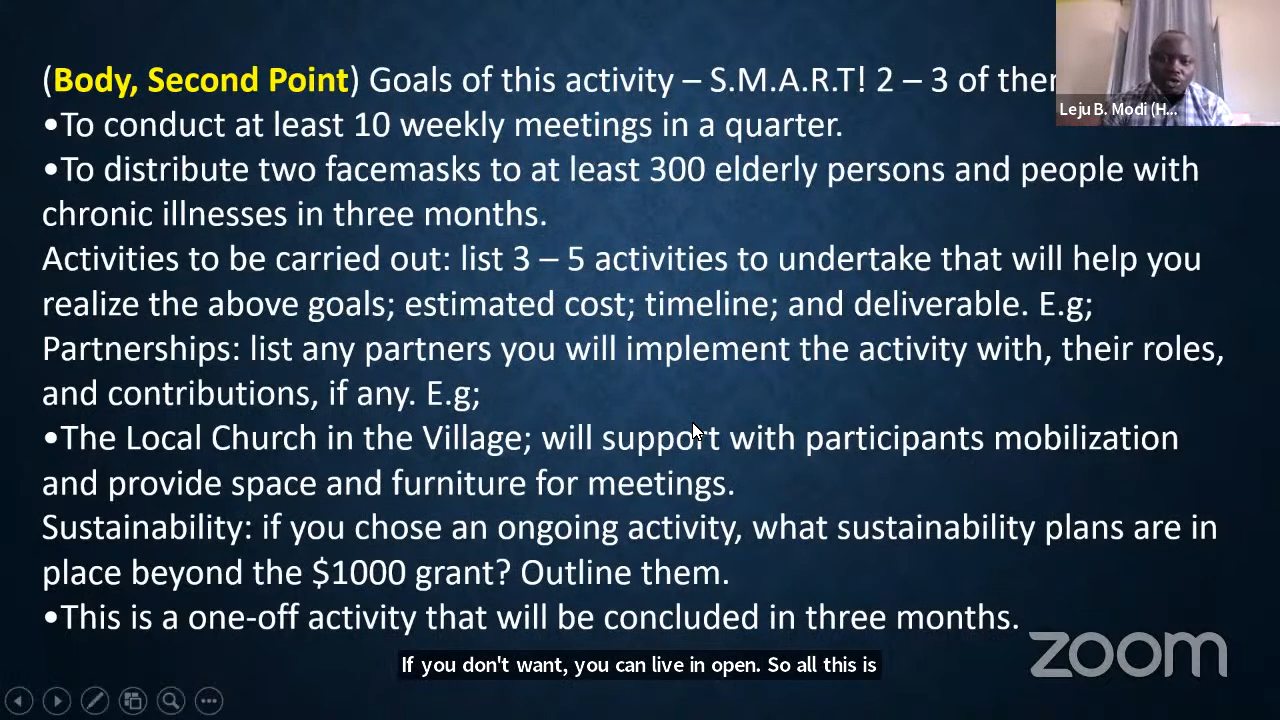 (Body, Second Point) Goals of this activity – S.M.A.R.T! 2 – 3 of
•To conduct at least 10 weekly meetings in a quarter.
•To distribute two facemasks to at least 300 elderly persons and people with
chronic illnesses in three months.
Activities to be carried out: list 3 – 5 activities to undertake that will help you
realize the above goals; estimated cost; timeline; and deliverable. E.g;
Partnerships: list any partners you will implement the activity with, their roles,
and contributions, if any. E.g;
•The Local Church in the Village; will support with participants mobilization
and provide space and furniture for meetings.
Sustainability: if you chose an ongoing activity, what sustainability plans are in
place beyond the $1000 grant? Outline them.
•This is a one-off activity that will be concluded in three months.
Leju B. Modi (H...
If you don't want, you can live in open. So all this is
zoom